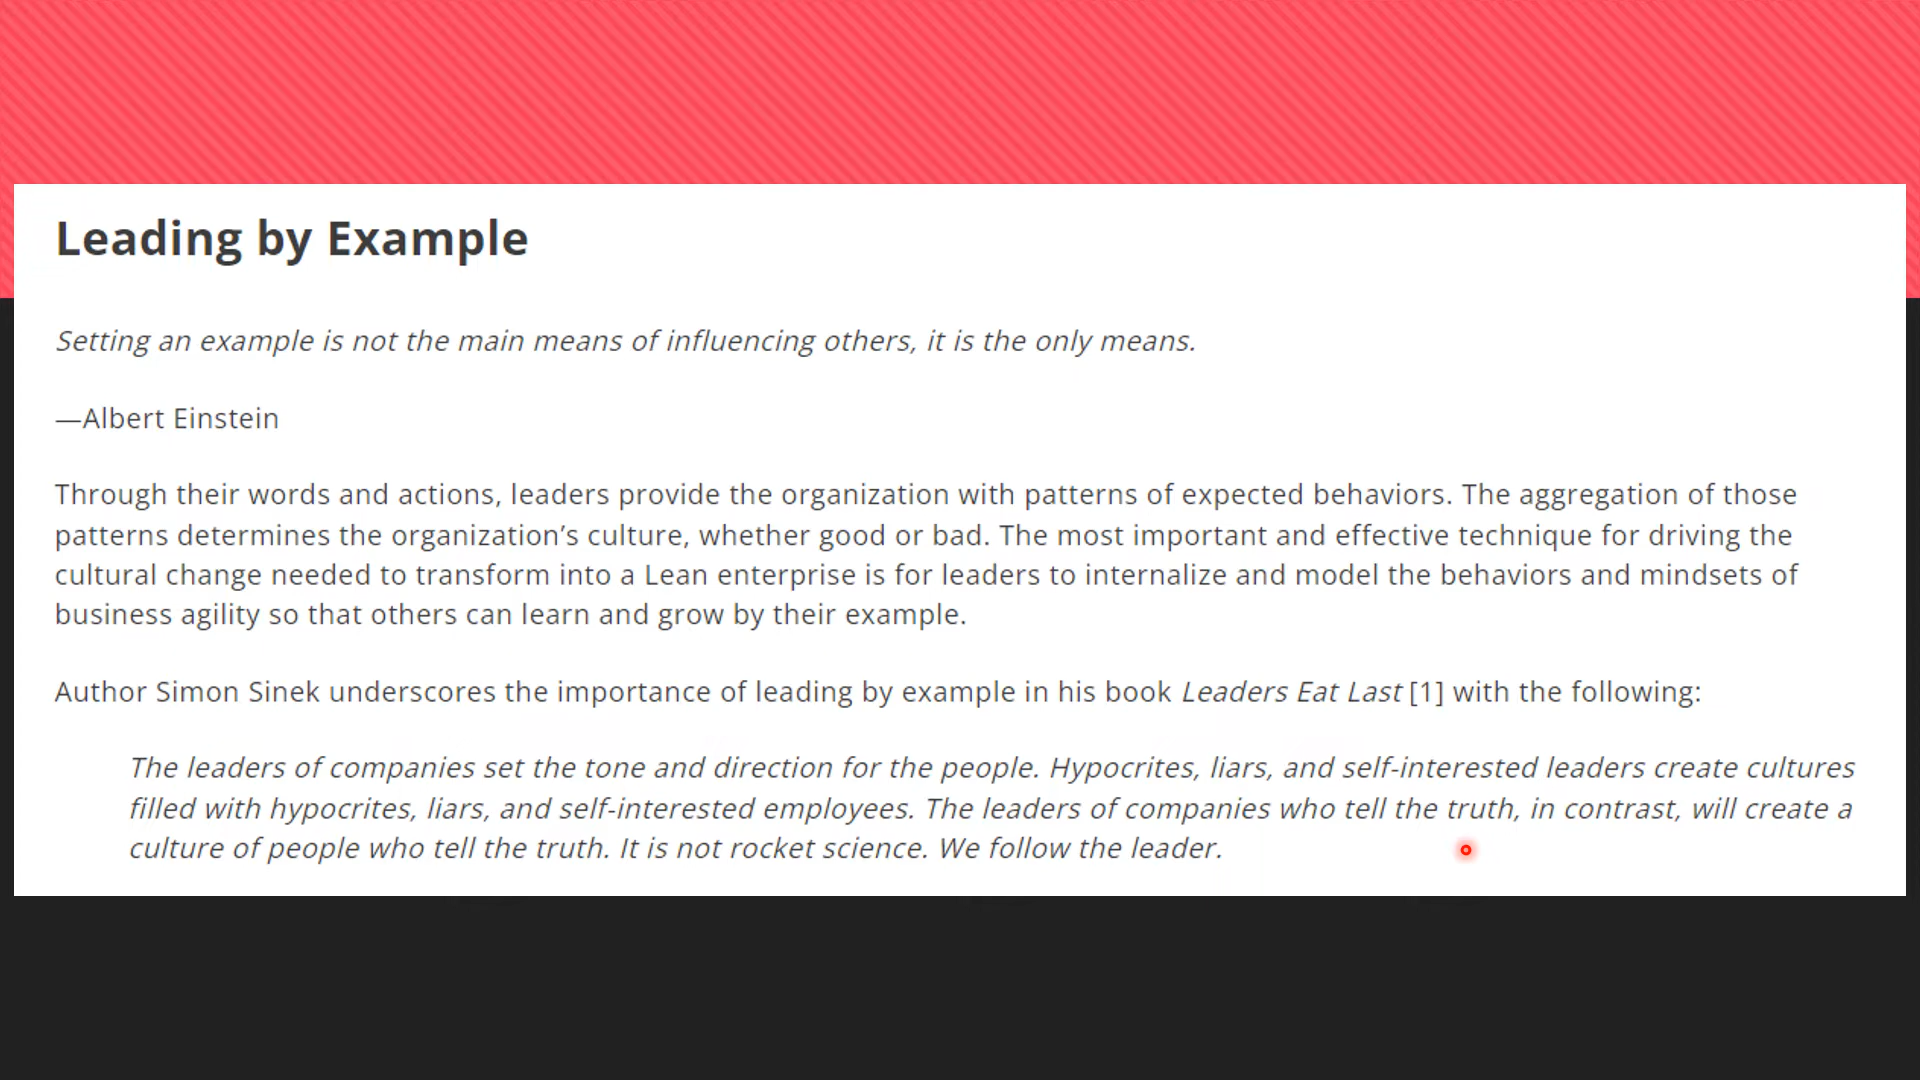 Leading by Example
Setting an example is not the main means of influencing others, it is the only means.
—Albert Einstein
Through their words and actions, leaders provide the organization with patterns of expected behaviors. The aggregation of those
patterns determines the organization’s culture, whether good or bad. The most important and effective technique for driving the
cultural change needed to transform into a Lean enterprise is for leaders to internalize and model the behaviors and mindsets of
business agility so that others can learn and grow by their example.
Author Simon Sinek underscores the importance of leading by example in his book Leaders Eat Last [1] with the following:
The leaders of companies set the tone and direction for the people. Hypocrites, liars, and self-interested leaders create cultures
filled with hypocrites, liars, and self-interested employees. The leaders of companies who tell the truth, in contrast, will create a
culture of people who tell the truth. It is not rocket science. We follow the leader.